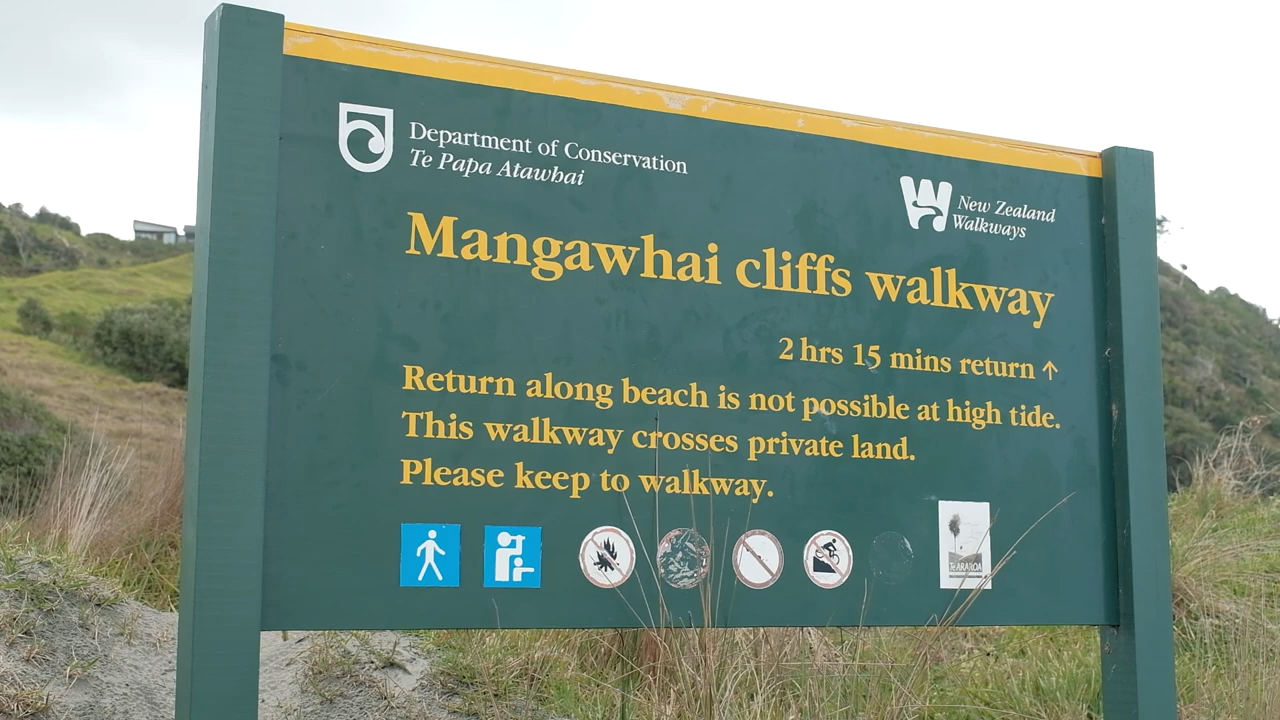 Department of Conservation
Te Papa Atawhai
New Zealand
Walkways
Mangawhai cliffs walkway
2 hrs 15 mins return ↑
Return along beach is not possible at high tide.
This walkway crosses private land.
Please keep to walkway.
TE ARAROA